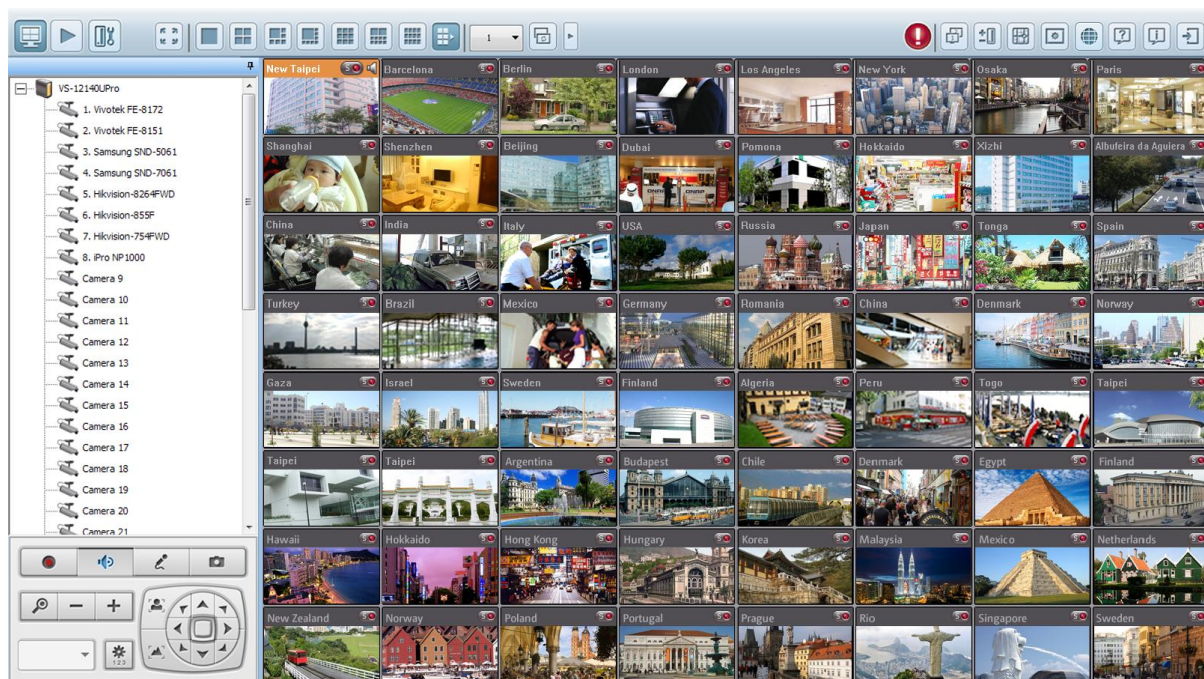 1
VS-12140UPro
1. Vivotek FE-8172
2. Vivotek FE-8151
3. Samsung SND-5061
4. Samsung SND-7061
5. Hikvision-8264FWD
6. Hikvision-855F
7. Hikvision-754FWD
8. iPro NP1000
Camera 9
Camera 10
Camera 11
Camera 12
Camera 13
Camera 14
Camera 15
Camera 16
Camera 17
Camera 18
Camera 19
Camera 20
Camera 21
123
New Taipei Barcelona Berlin London Los Angeles New York Osaka Paris
Shanghai Shenzhen Beijing Dubai Pomona Hokkaido Xizhi Albufeira da Aguiera
China India Italy USA Russia Japan Tonga Spain
Turkey Brazil Mexico Germany Romania China Denmark Norway
Gaza Israel Sweden Finland Algeria Peru Togo Taipei
Taipei Taipei Argentina Budapest Chile Denmark Egypt Finland
Hawaii Hokkaido Hong Kong Hungary Korea Malaysia Mexico Netherlands
New Zealand Norway Poland Portugal Prague Rio Singapore Sweden